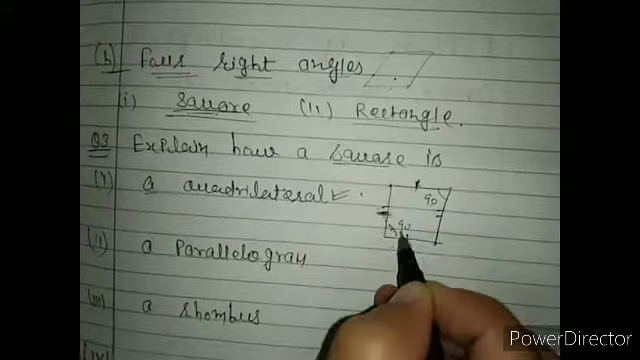 (b) Four right angles
(i) Square (ii) Rectangle.
Q3 Explain how a square is
(i) a quadrilateral
90
90
(ii) a Parallelogram
(iii) a rhombus
(iv)
PowerDirector